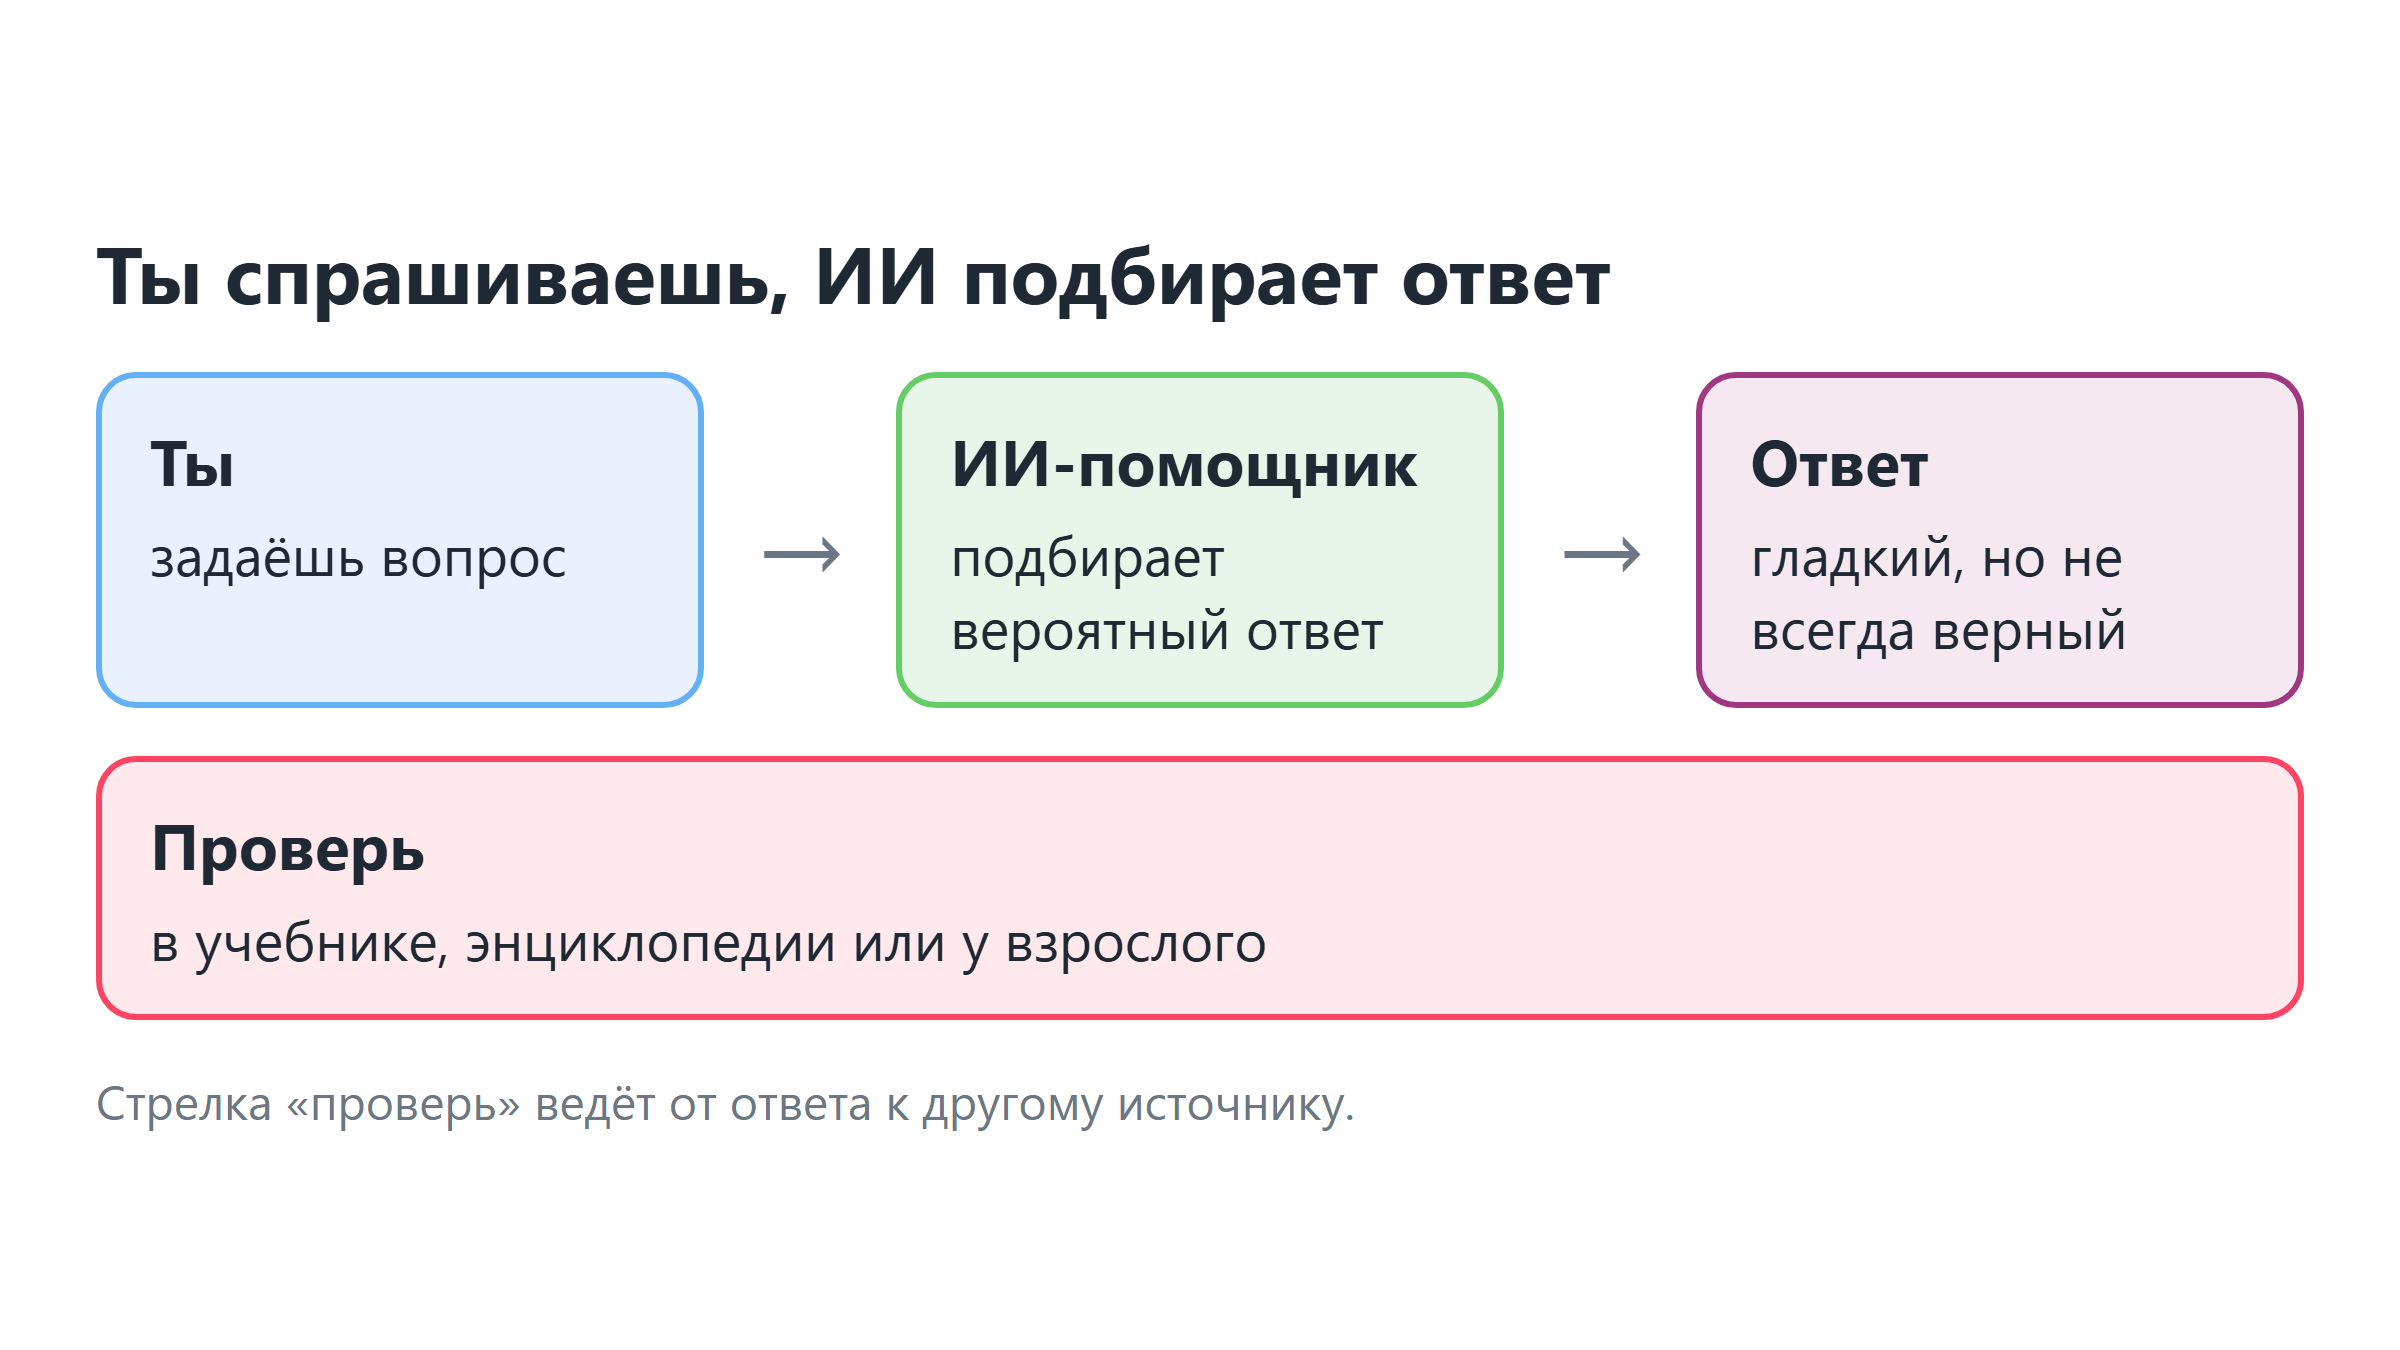 Ты спрашиваешь, ИИ подбирает ответ
Ты
задаёшь вопрос
→
ИИ-помощник
подбирает
вероятный ответ
→
Ответ
гладкий, но не
всегда верный
Проверь
в учебнике, энциклопедии или у взрослого
Стрелка «проверь» ведёт от ответа к другому источнику.